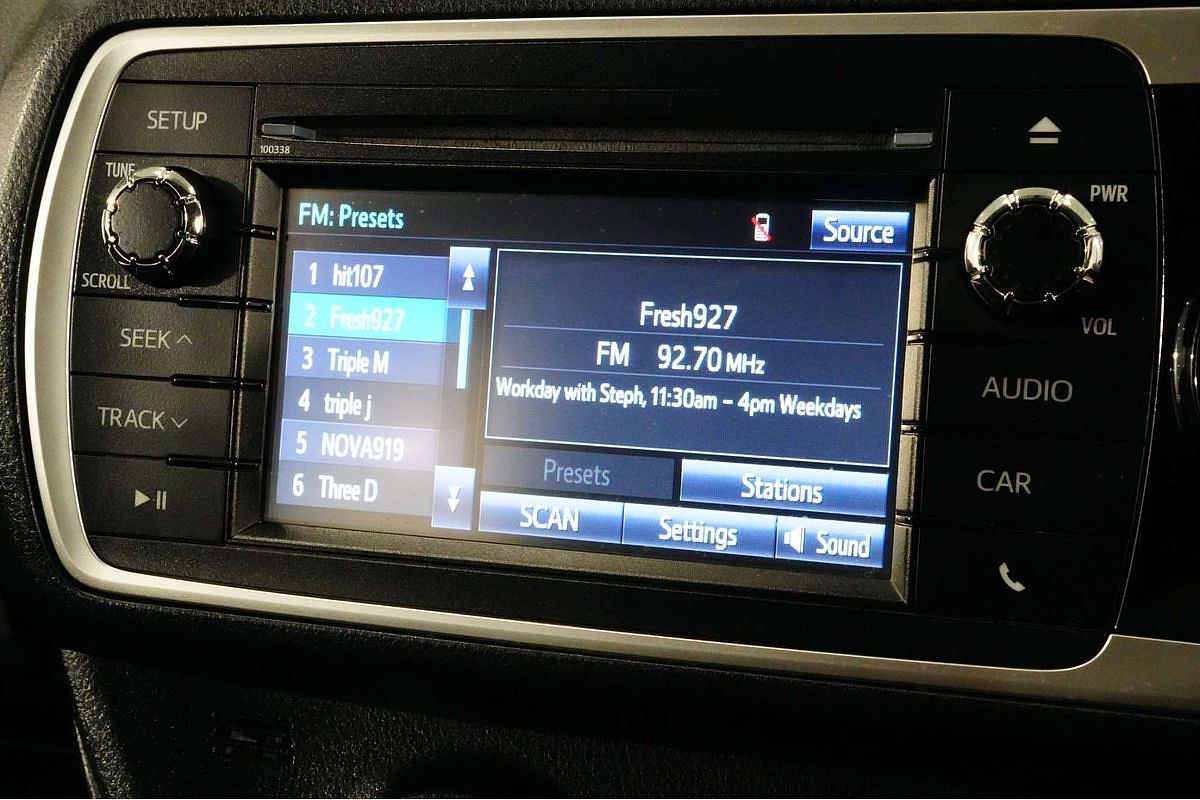 SETUP
100338
TUNE
SCROLL
SEEK
TRACK
FM: Presets
Source
1 hit107
2 Fresh927
3 Triple M
4 triple j
5 NOVA919
6 Three D
Fresh927
FM 92.70 MHz
Workday with Steph, 11:30am - 4pm Weekdays
Presets
Stations
SCAN
Settings
Sound
PWR
VOL
AUDIO
CAR